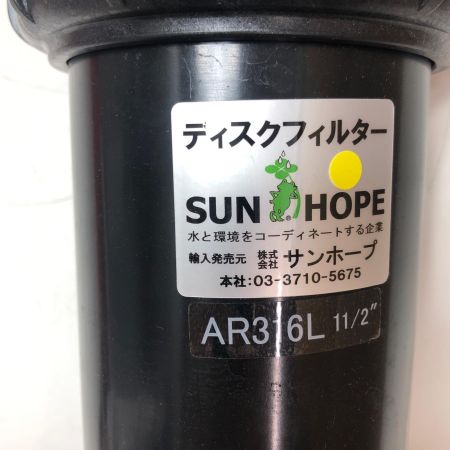 ディスクフィルター
SUN HOPE
水と環境をコーディネートする企業
輸入発売元 株式会社 サンホープ
本社:03-3710-5675
AR316L 11/2"